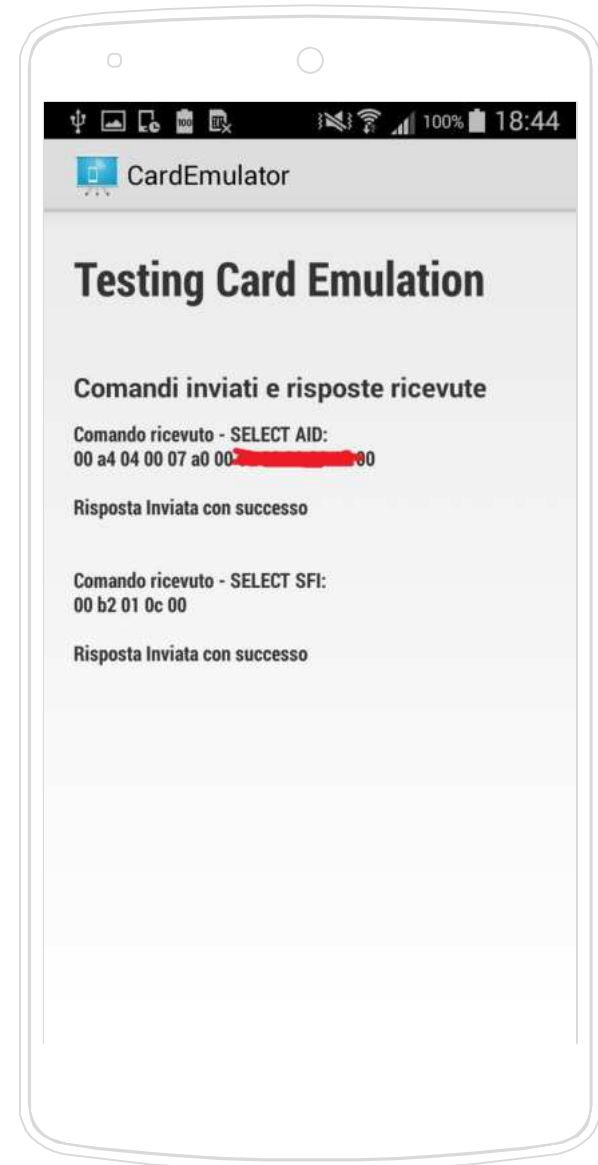 100% 18:44
CardEmulator
Testing Card Emulation
Comandi inviati e risposte ricevute
Comando ricevuto - SELECT AID:
00 a4 04 00 07 a0 00 00
Risposta Inviata con successo
Comando ricevuto - SELECT SFI:
00 b2 01 0c 00
Risposta Inviata con successo